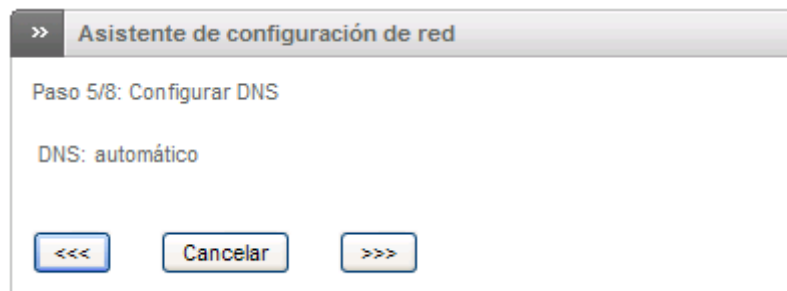 » Asistente de configuración de red
Paso 5/8: Configurar DNS
DNS: automático
<<< Cancelar >>>